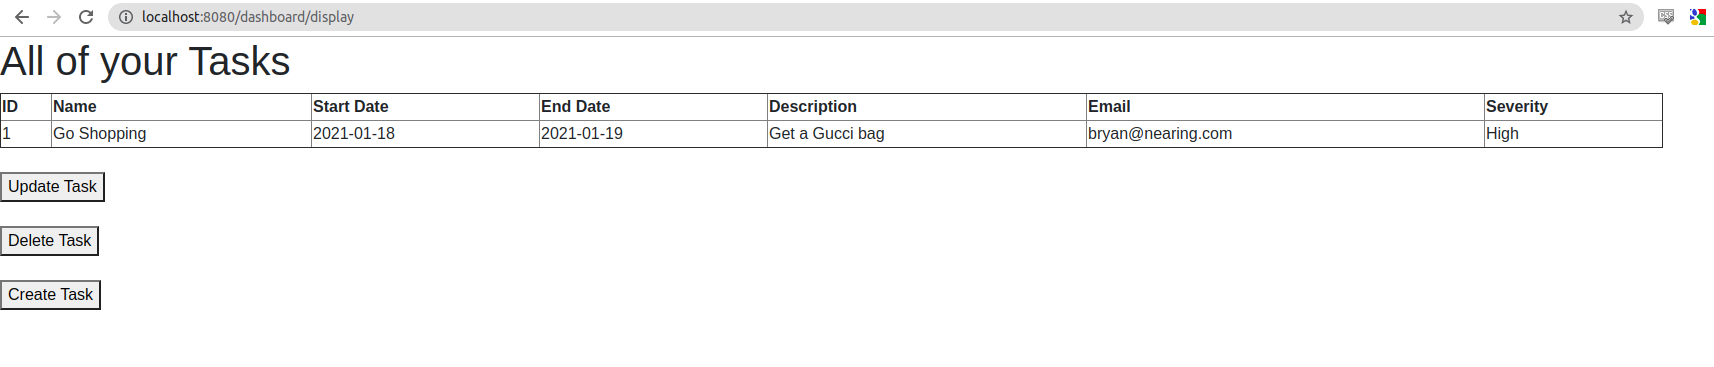 localhost:8080/dashboard/display
All of your Tasks
ID Name Start Date End Date Description Email Severity
1 Go Shopping 2021-01-18 2021-01-19 Get a Gucci bag bryan@nearing.com High
Update Task
Delete Task
Create Task